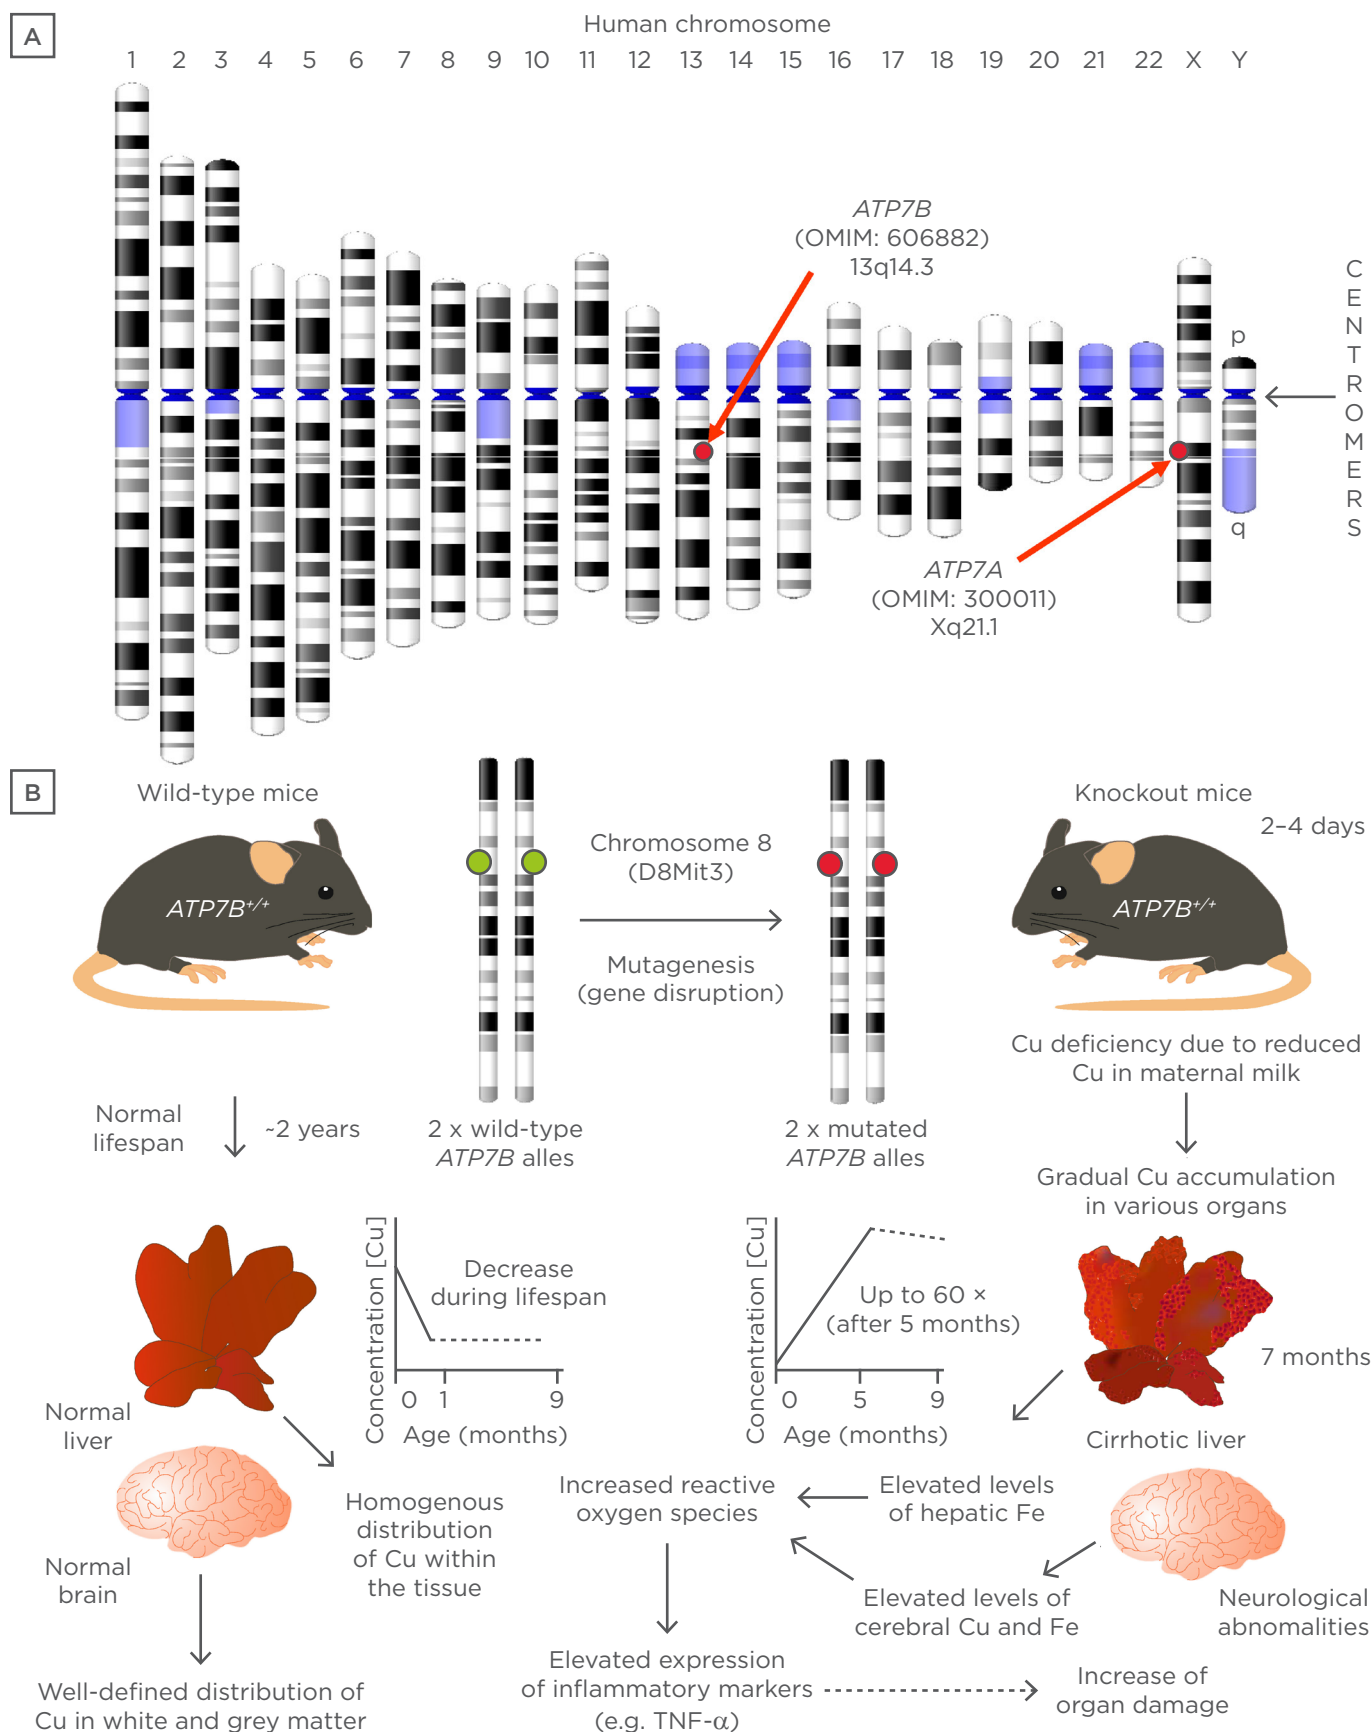 A
Human chromosome
1 2 3 4 5 6 7 8 9 10 11 12 13 14 15 16 17 18 19 20 21 22 X Y
ATP7B
(OMIM: 606882)
13q14.3
p
q
CENTROMERS
ATP7A
(OMIM: 300011)
Xq21.1
B
Wild-type mice
ATP7B+/+
Chromosome 8
(D8Mit3)
Mutagenesis
(gene disruption)
Knockout mice
2–4 days
ATP7B+/+
Cu deficiency due to reduced
Cu in maternal milk
Normal
lifespan
~2 years
2 x wild-type
ATP7B alles
2 x mutated
ATP7B alles
Gradual Cu accumulation
in various organs
Concentration [Cu]
Decrease
during lifespan
0 1 9
Age (months)
Concentration [Cu]
Up to 60 ×
(after 5 months)
0 5 9
Age (months)
7 months
Normal
liver
Cirrhotic liver
Homogenous
distribution
of Cu within
the tissue
Increased reactive
oxygen species
Elevated levels
of hepatic Fe
Normal
brain
Elevated levels of
cerebral Cu and Fe
Neurological
abnomalities
Well-defined distribution of
Cu in white and grey matter
Elevated expression
of inflammatory markers
(e.g. TNF-α)
Increase of
organ damage